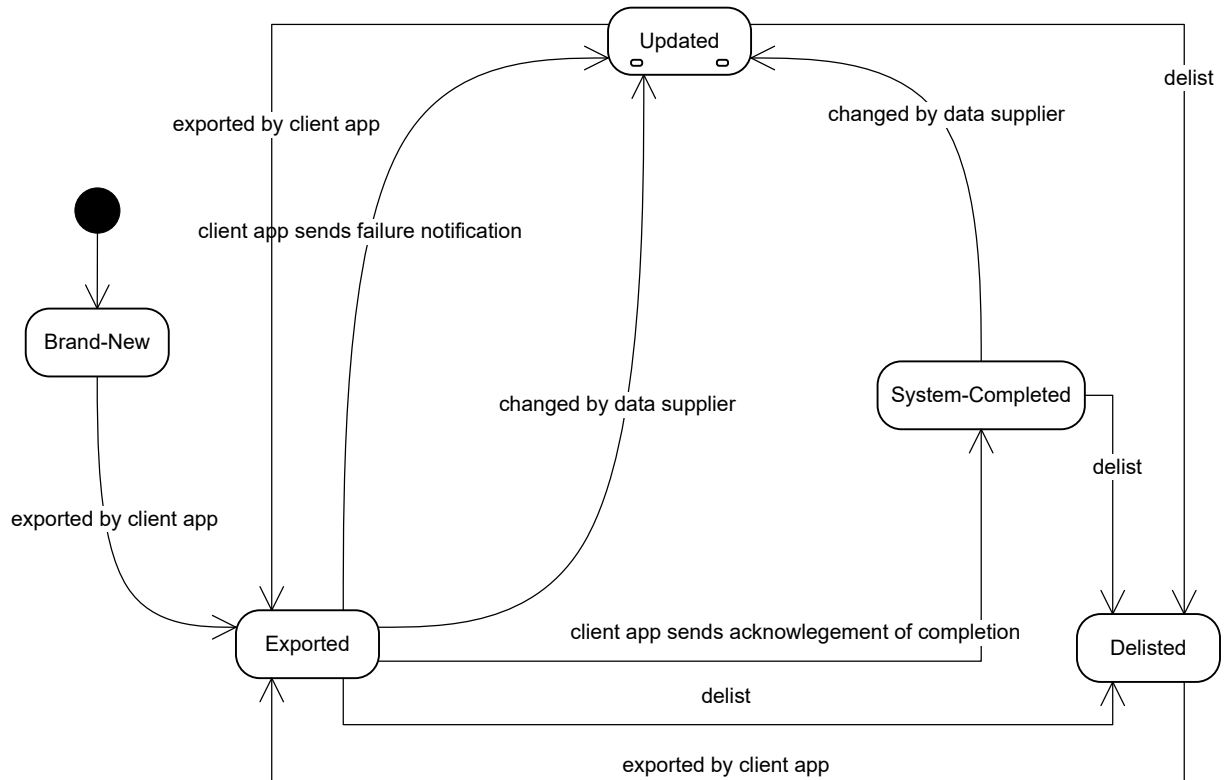 Updated
delist
changed by data supplier
exported by client app
client app sends failure notification
Brand-New
System-Completed
changed by data supplier
delist
exported by client app
client app sends acknowlegement of completion
Exported
Delisted
delist
exported by client app